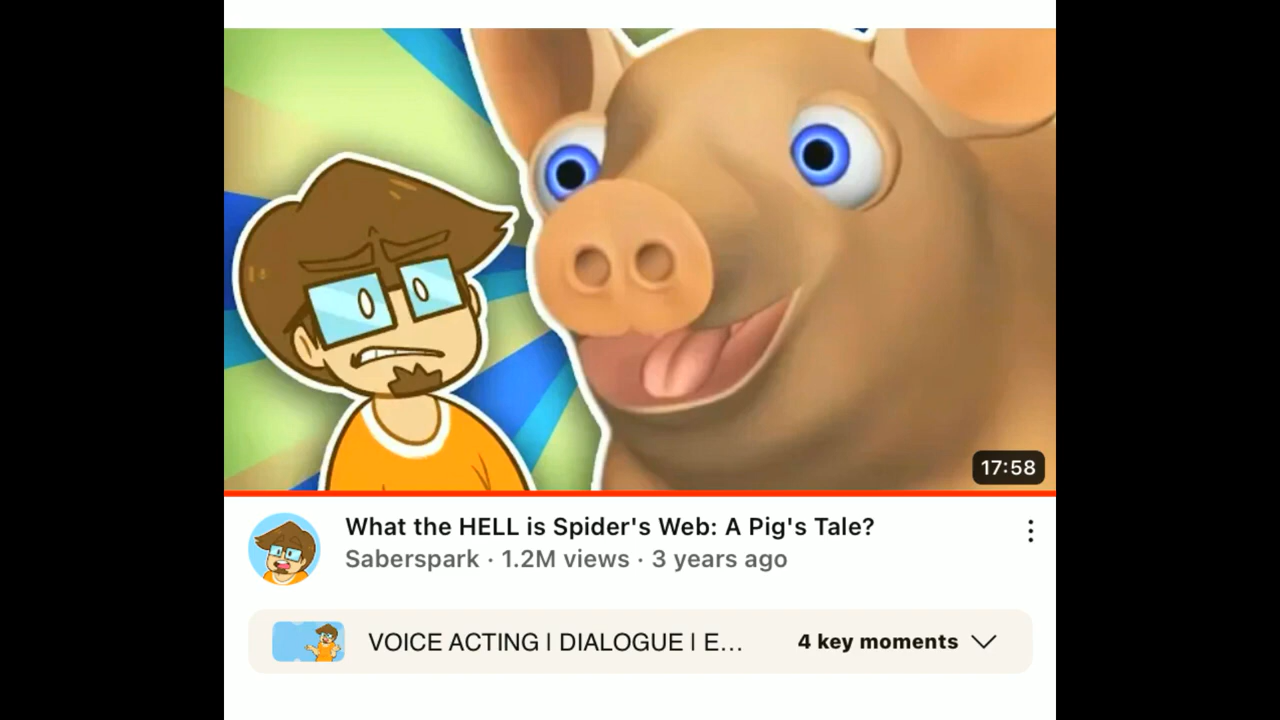 17:58
What the HELL is Spider's Web: A Pig's Tale?
Saberspark · 1.2M views · 3 years ago
VOICE ACTING | DIALOGUE | E... 4 key moments